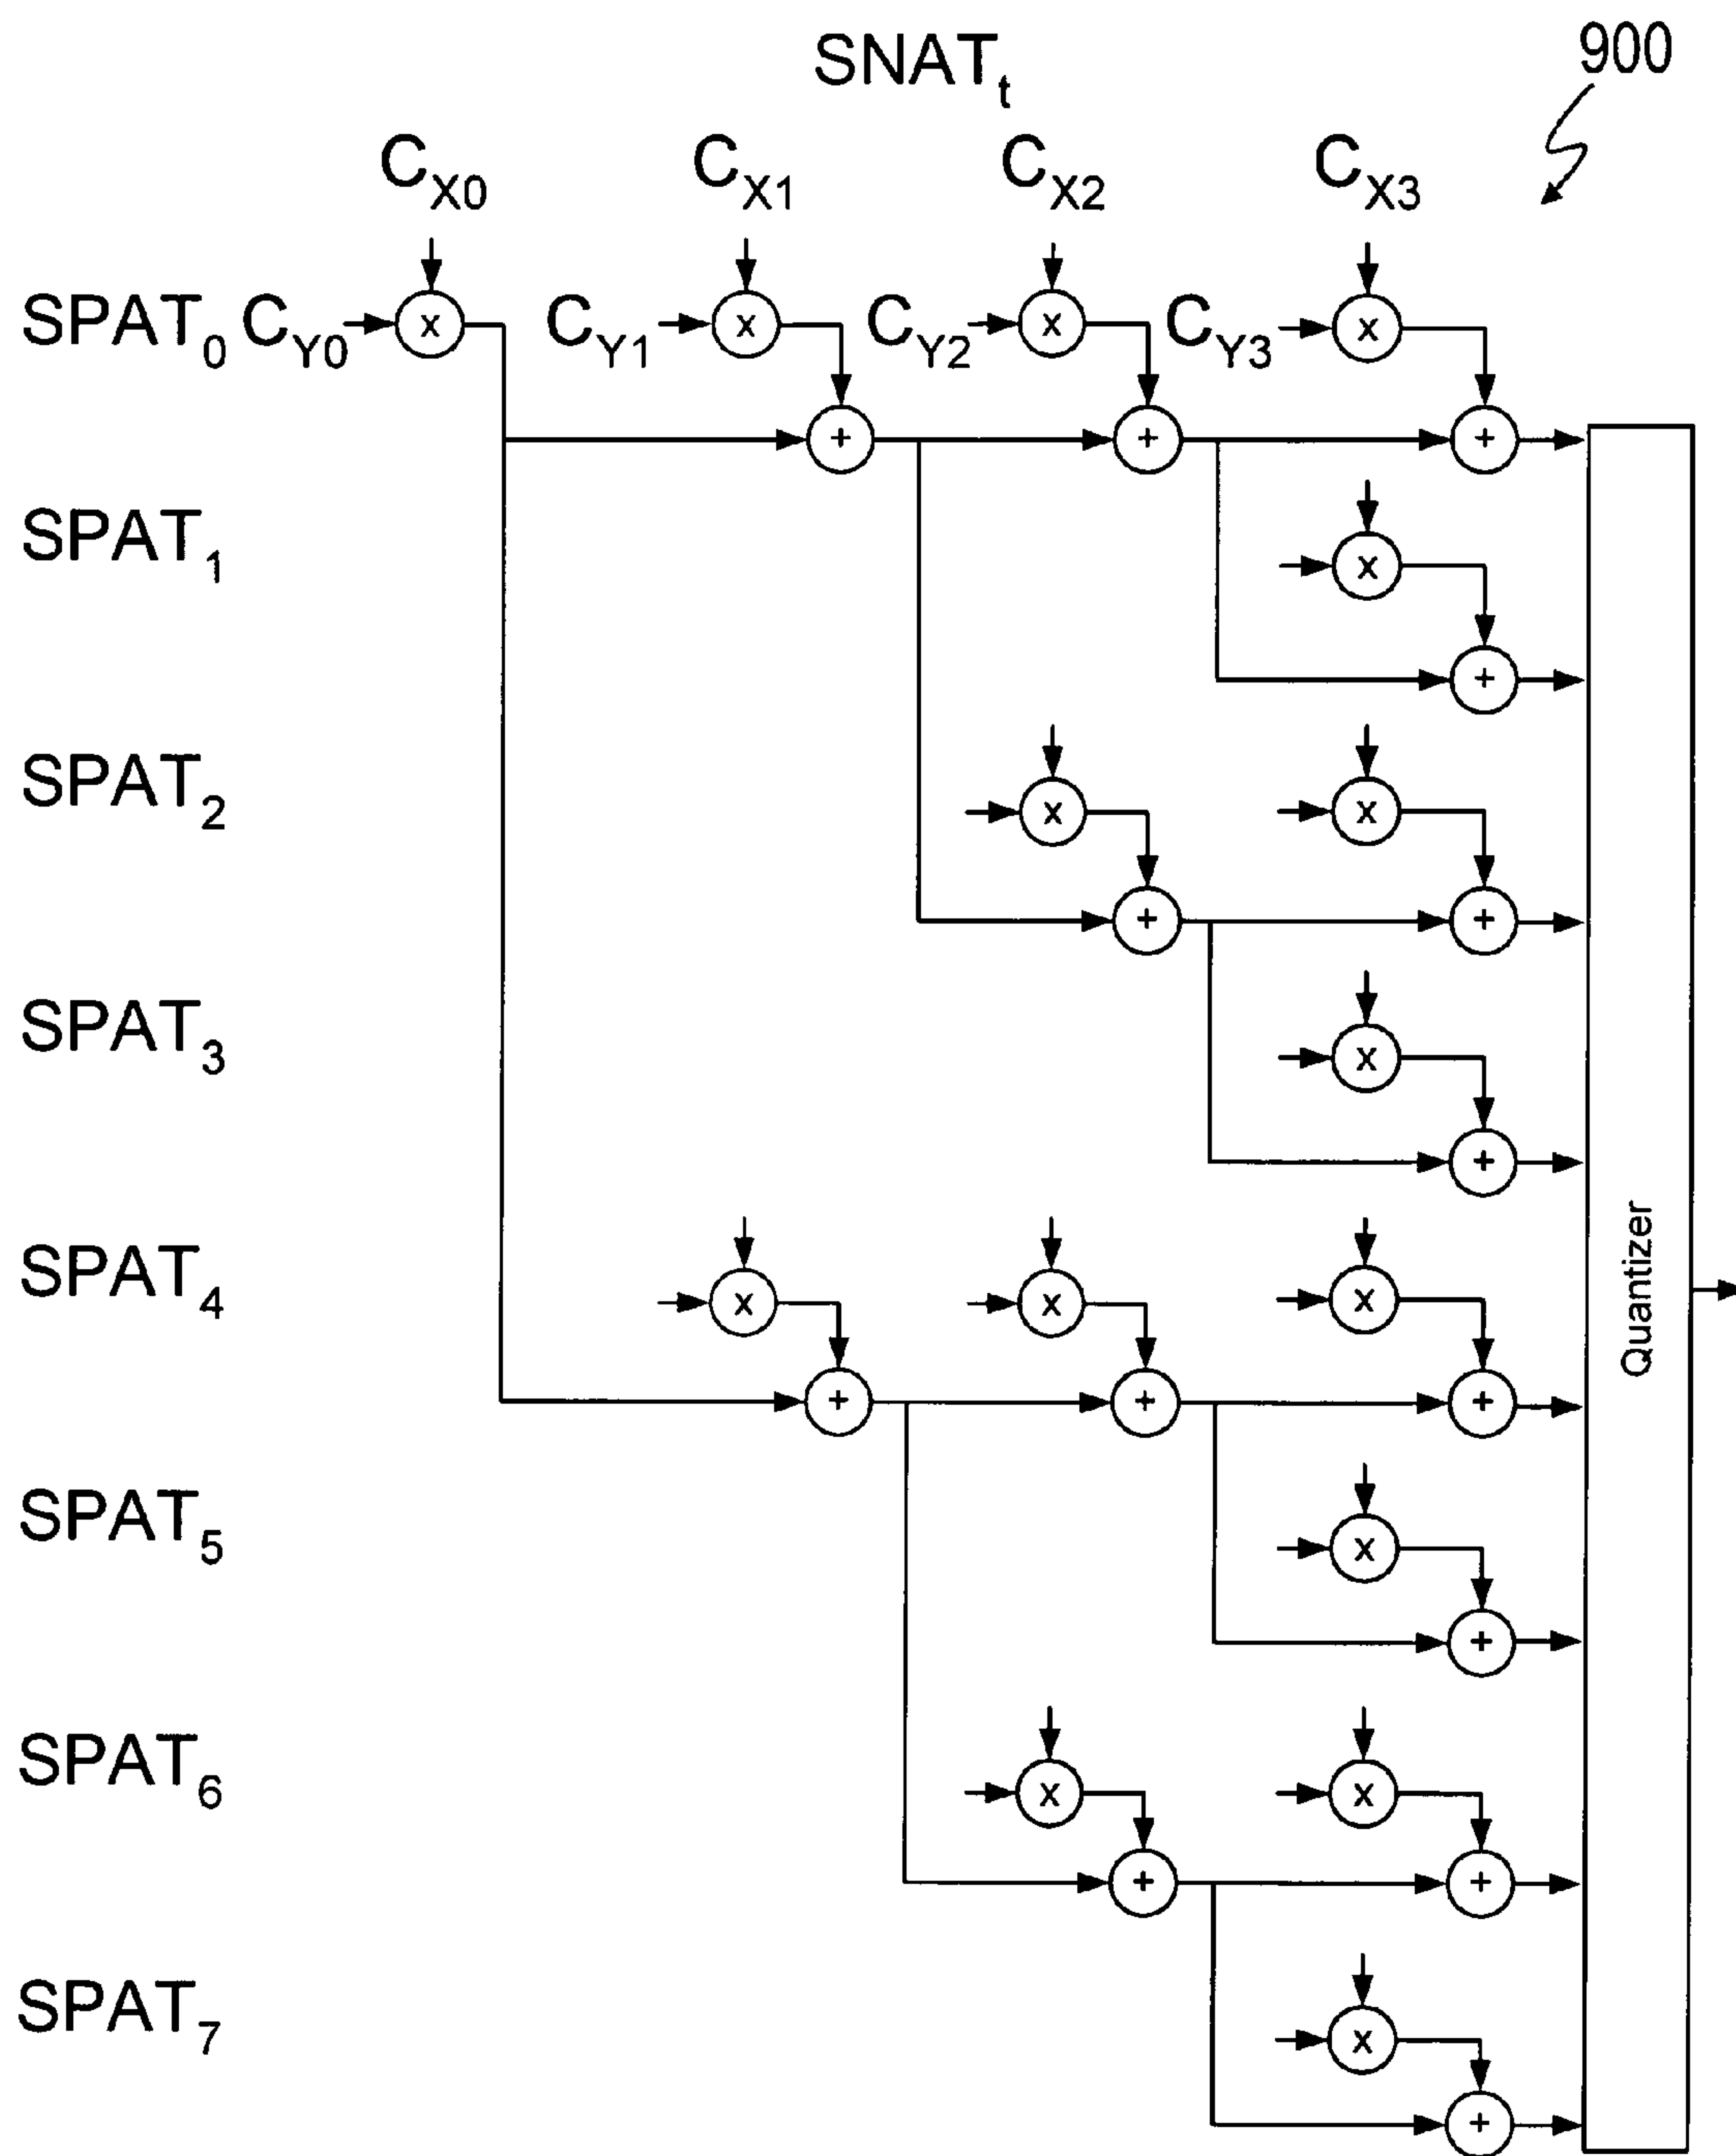 SNATt
900
CX0 CX1 CX2 CX3
SPAT0 CY0 x CY1 x CY2 x CY3 x
+ + +
SPAT1 x
+
SPAT2 x x
+ +
SPAT3 x
+
SPAT4 x x x
+ + +
SPAT5 x
+
SPAT6 x x
+ +
SPAT7 x
+
Quantizer